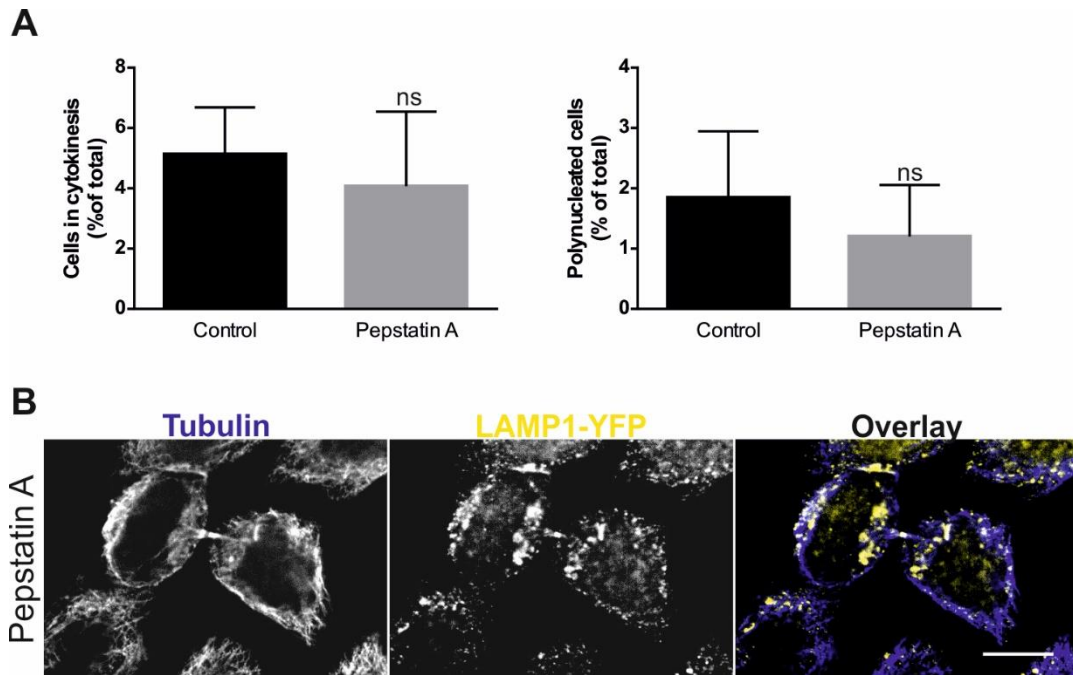 A
Cells in cytokinesis
(%of total)
8
6
4
2
0
ns
Control
Pepstatin A
Polynucleated cells
(% of total)
4
3
2
1
0
ns
Control
Pepstatin A
B
Tubulin
LAMP1-YFP
Overlay
Pepstatin A